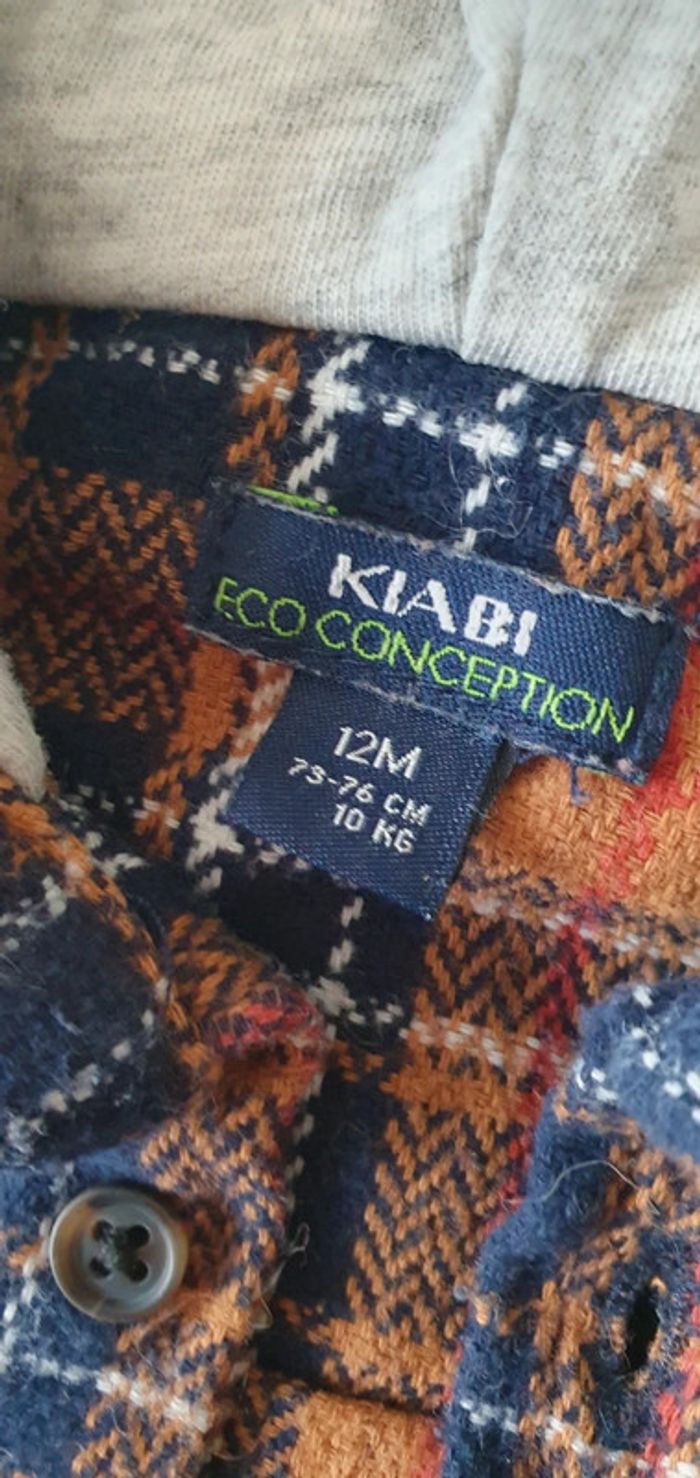 KIABI
ECO CONCEPTION
12M
73-76 CM
10 KG